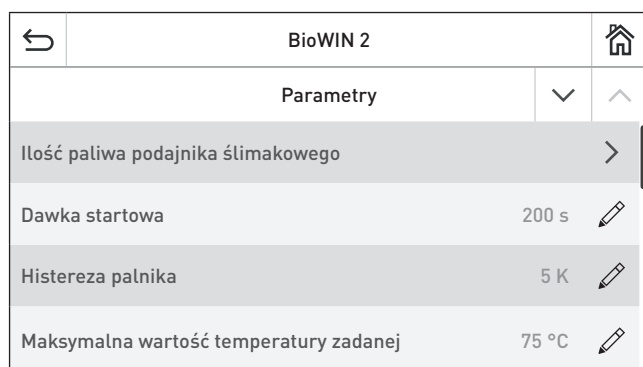 BioWIN 2
Parametry
Ilość paliwa podajnika ślimakowego
Dawka startowa 200 s
Histereza palnika 5 K
Maksymalna wartość temperatury zadanej 75 °C